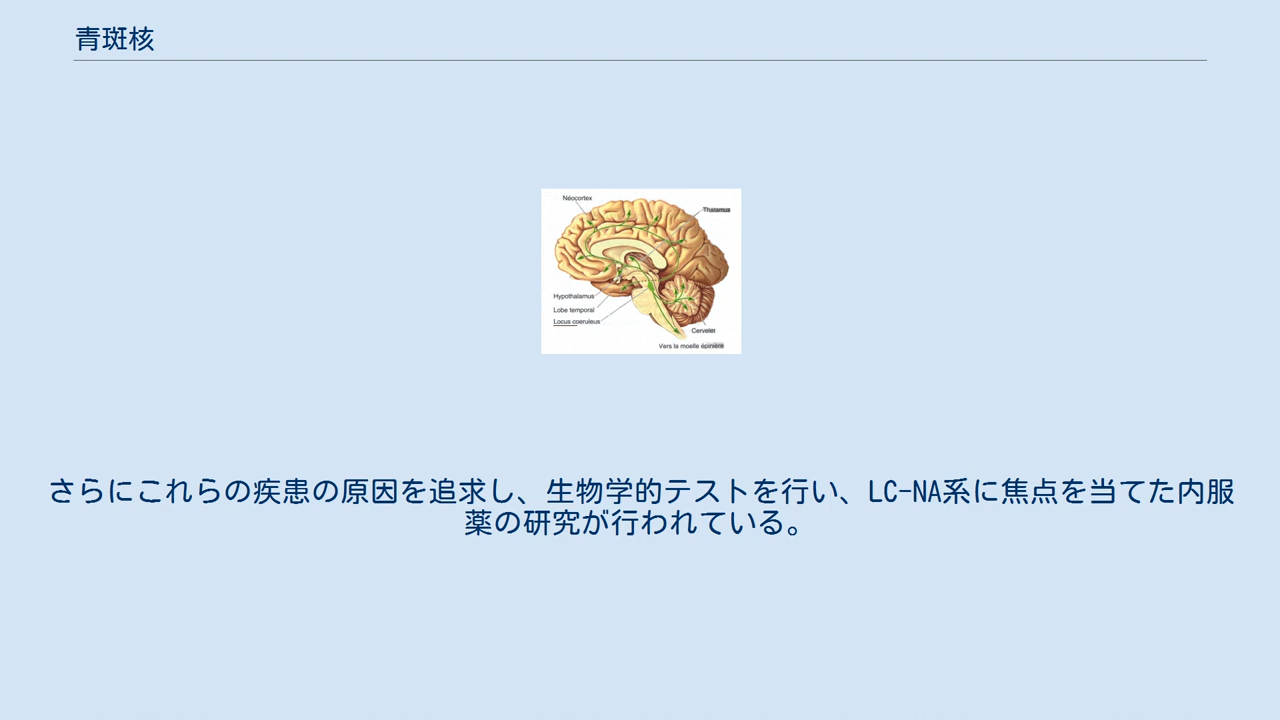 青斑核
Néocortex
Thalamus
Hypothalamus
Lobe temporal
Locus coeruleus
Cervelet
Vers la moelle épinière
さらにこれらの疾患の原因を追求し、生物学的テストを行い、LC-NA系に焦点を当てた内服
薬の研究が行われている。